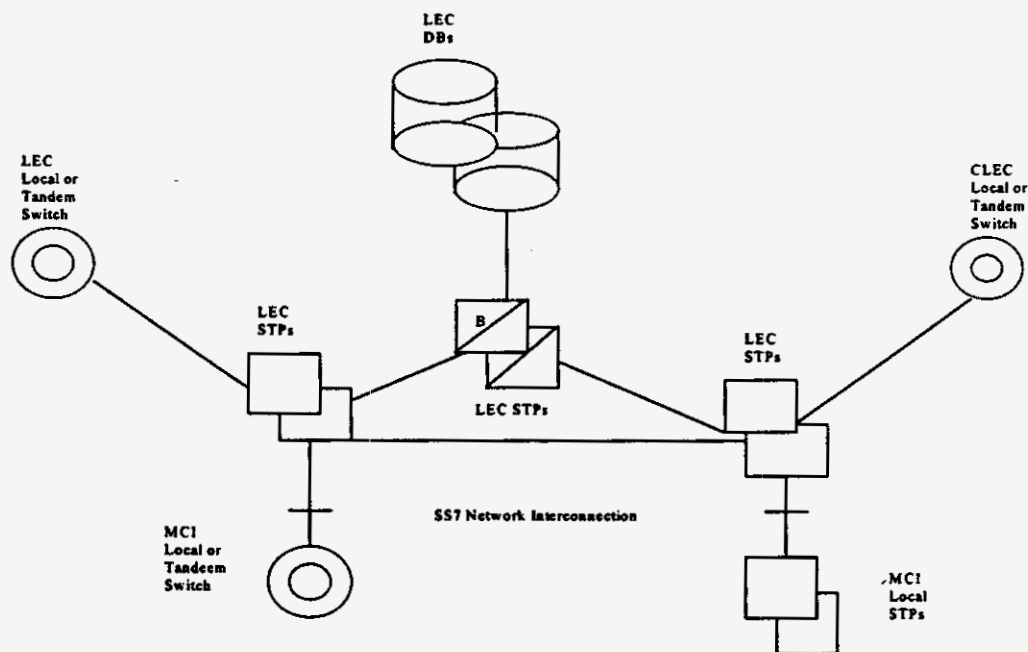 LEC
DBs
LEC
Local or
Tandem
Switch
CLEC
Local or
Tandem
Switch
LEC
STPs
B
LEC
STPs
LEC STPs
SS7 Network Interconnection
MCI
Local or
Tandeem
Switch
MCI
Local
STPs